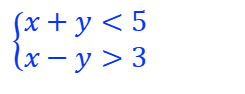 x + y < 5
x − y > 3